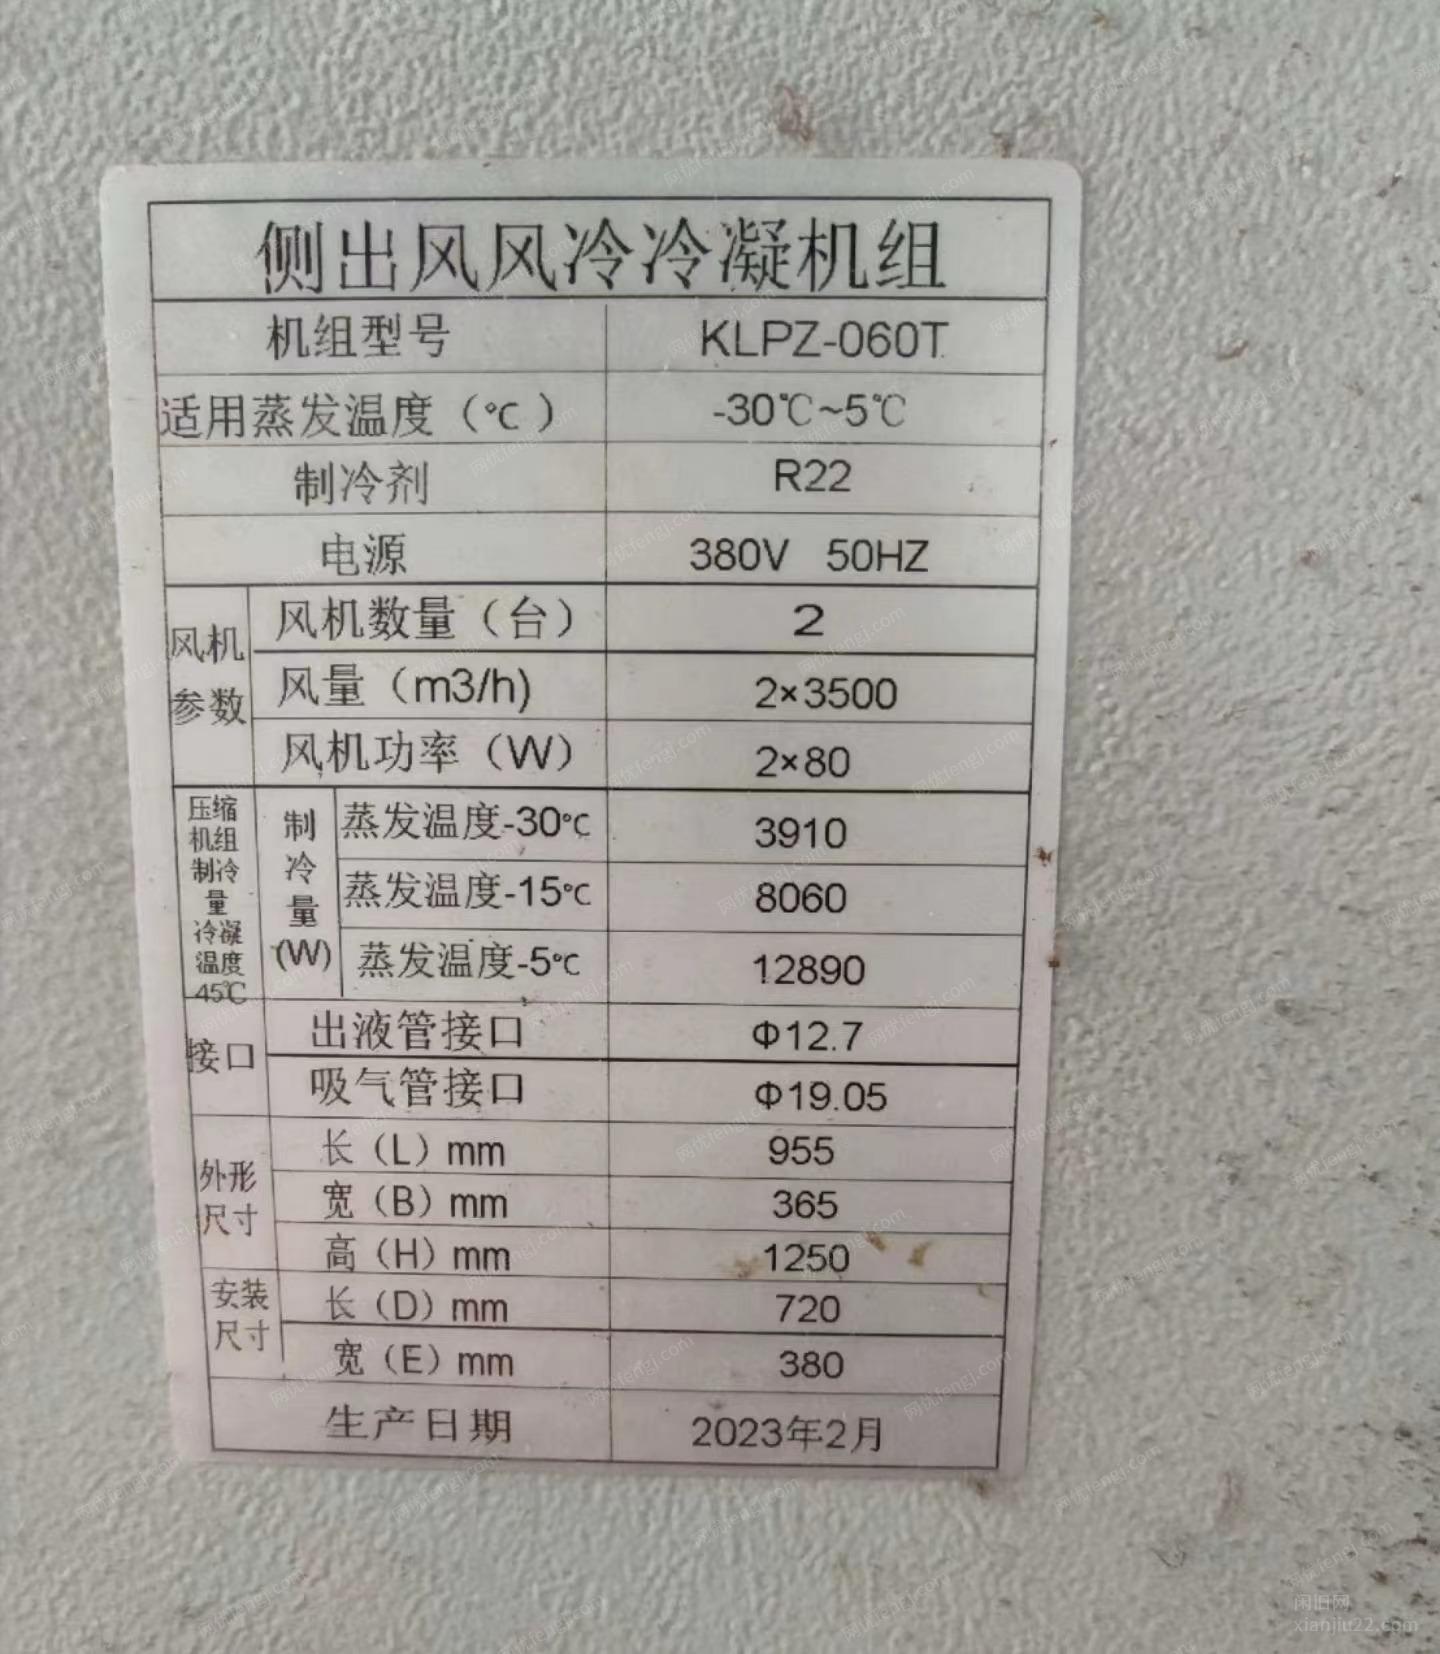 侧出风风冷冷凝机组
机组型号 KLPZ-060T
适用蒸发温度（℃） -30℃~5℃
制冷剂 R22
电源 380V 50HZ
风机参数
风机数量（台） 2
风量（m3/h) 2×3500
风机功率（W） 2×80
压缩机组制冷量冷凝温度45℃
制冷量(W)
蒸发温度-30℃ 3910
蒸发温度-15℃ 8060
蒸发温度-5℃ 12890
接口
出液管接口 Φ12.7
吸气管接口 Φ19.05
外形尺寸
长（L）mm 955
宽（B）mm 365
高（H）mm 1250
安装尺寸
长（D）mm 720
宽（E）mm 380
生产日期 2023年2月
闲旧网
xianjiu22.com